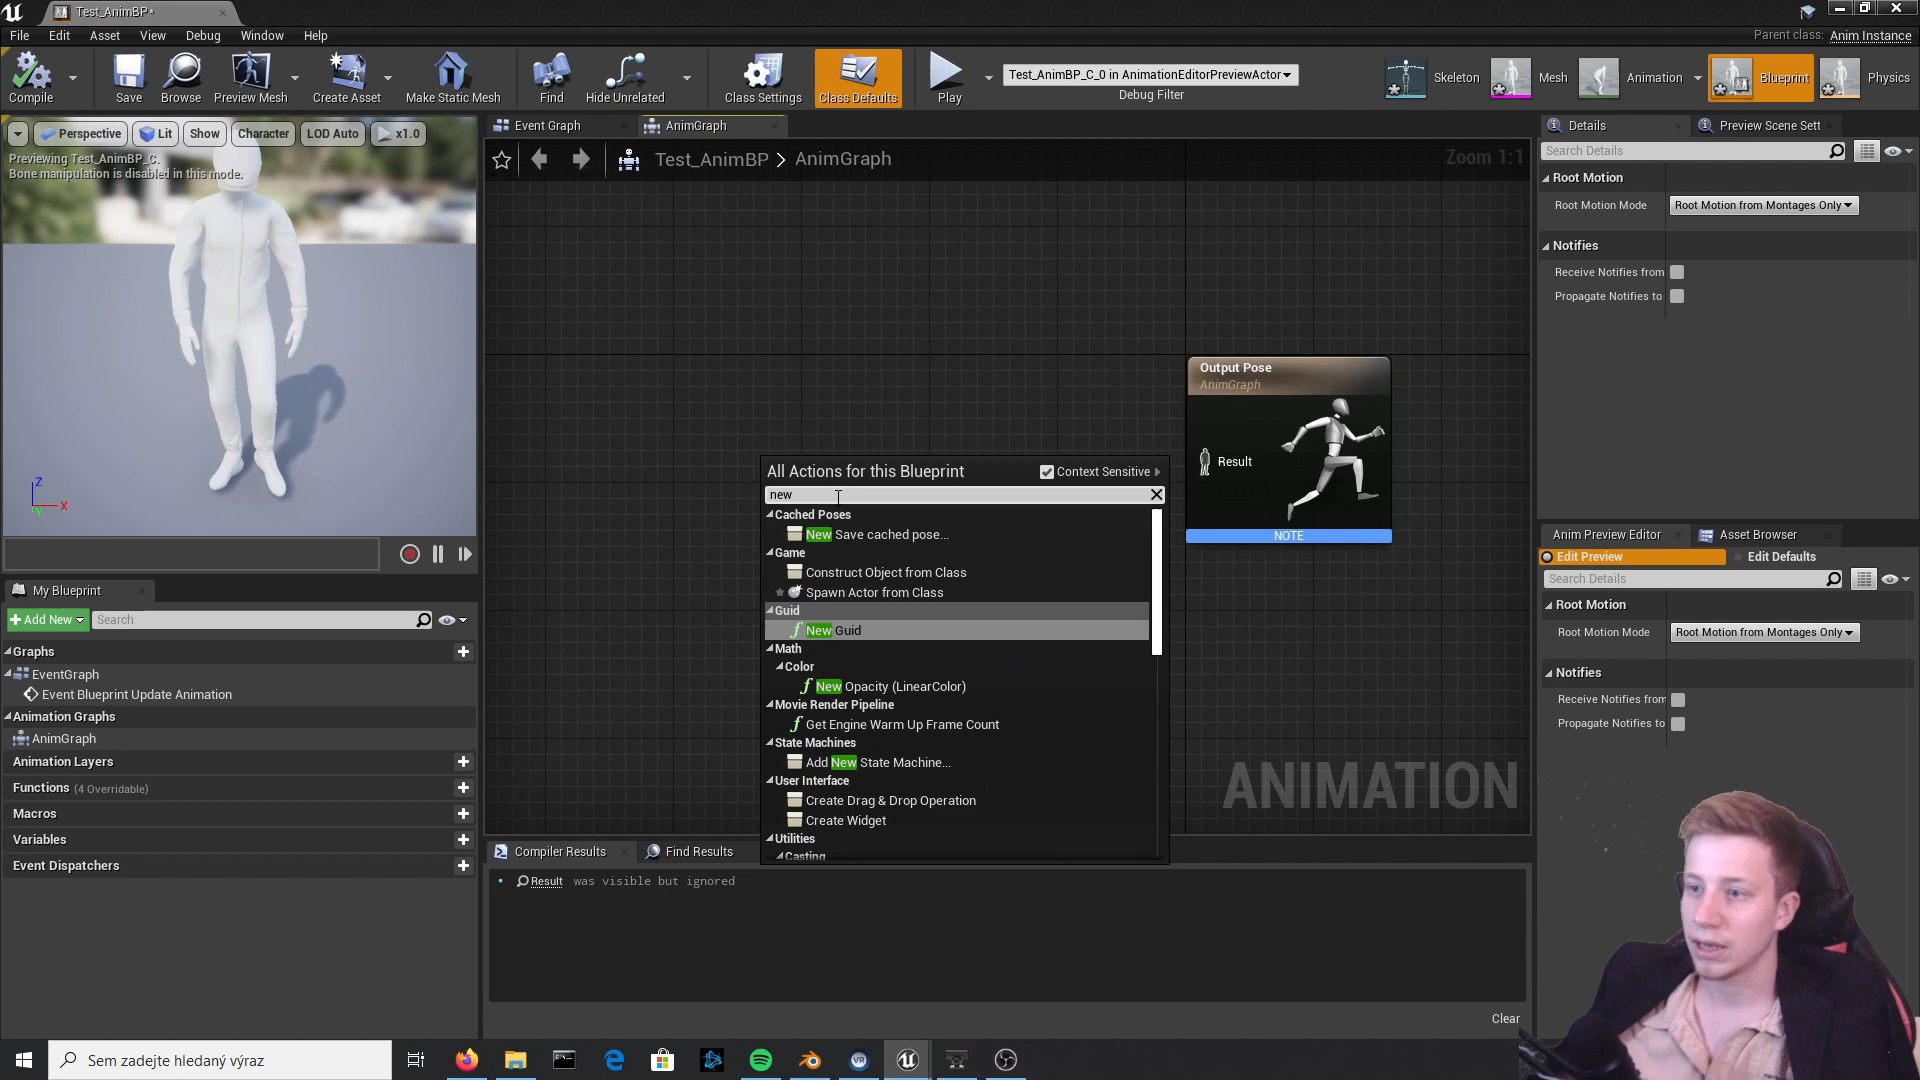 Test_AnimBP*
File Edit Asset View Debug Window Help
Parent class: Anim Instance
Compile
Save
Browse
Preview Mesh
Create Asset
Make Static Mesh
Find
Hide Unrelated
Class Settings
Class Defaults
Play
Test_AnimBP_C_0 in AnimationEditorPreviewActor
Debug Filter
Skeleton
Mesh
Animation
Blueprint
Physics
Perspective
Lit
Show
Character
LOD Auto
x1.0
Previewing Test_AnimBP_C.
Bone manipulation is disabled in this mode.
Z
X
Y
Event Graph
AnimGraph
Test_AnimBP > AnimGraph
Zoom 1:1
Output Pose
AnimGraph
Result
NOTE
ANIMATION
All Actions for this Blueprint
Context Sensitive
new
Cached Poses
New Save cached pose...
Game
Construct Object from Class
Spawn Actor from Class
Guid
New Guid
Math
Color
New Opacity (LinearColor)
Movie Render Pipeline
Get Engine Warm Up Frame Count
State Machines
Add New State Machine...
User Interface
Create Drag & Drop Operation
Create Widget
Utilities
Casting
My Blueprint
Add New
Search
Graphs
EventGraph
Event Blueprint Update Animation
Animation Graphs
AnimGraph
Animation Layers
Functions (4 Overridable)
Macros
Variables
Event Dispatchers
Compiler Results
Find Results
Result was visible but ignored
Clear
Details
Preview Scene Sett
Search Details
Root Motion
Root Motion Mode
Root Motion from Montages Only
Notifies
Receive Notifies from
Propagate Notifies to
Anim Preview Editor
Asset Browser
Edit Preview
Edit Defaults
Search Details
Root Motion
Root Motion Mode
Root Motion from Montages Only
Notifies
Receive Notifies from
Propagate Notifies to
Sem zadejte hledaný výraz
VR